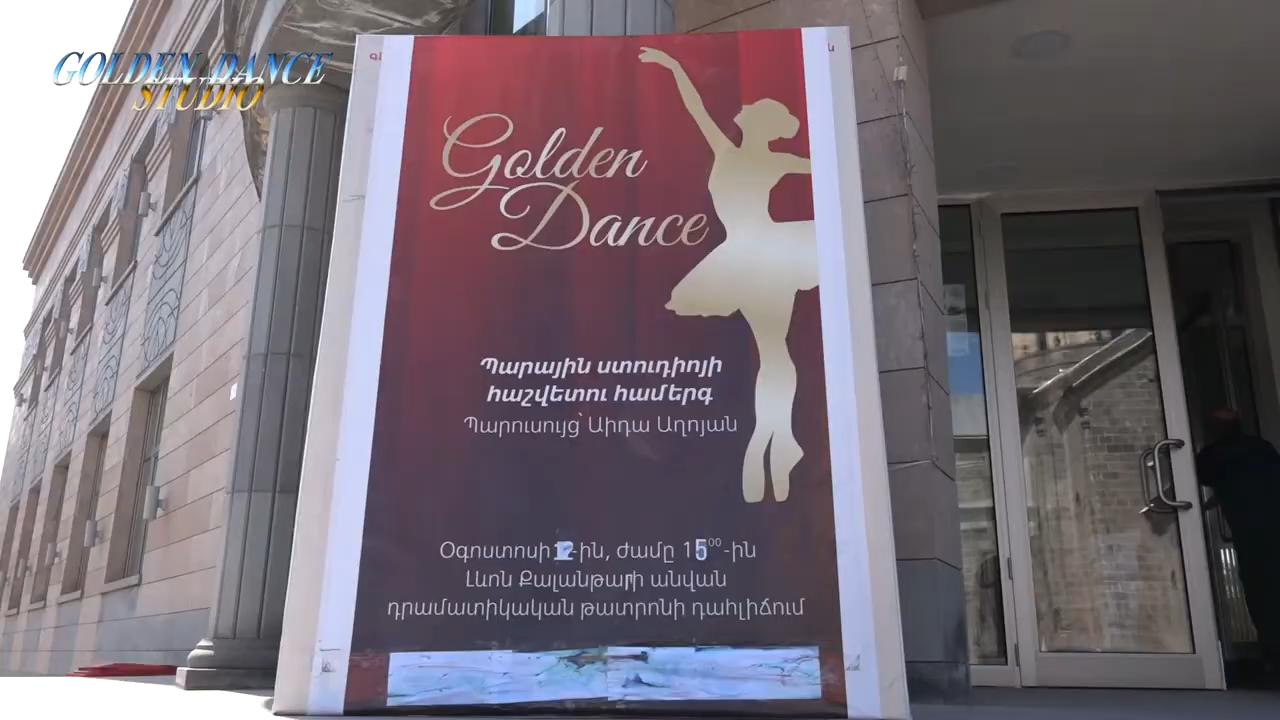 GOLDEN DANCE
STUDIO
Golden
Dance
Պարային ստուդիոյի
հաշվետու համերգ
Պարուսույց՝ Աիդա Աղոյան
Օգոստոսի 12-ին, ժամը 15⁰⁰-ին
Լևոն Քալանթարի անվան
դրամատիկական թատրոնի դահլիճում